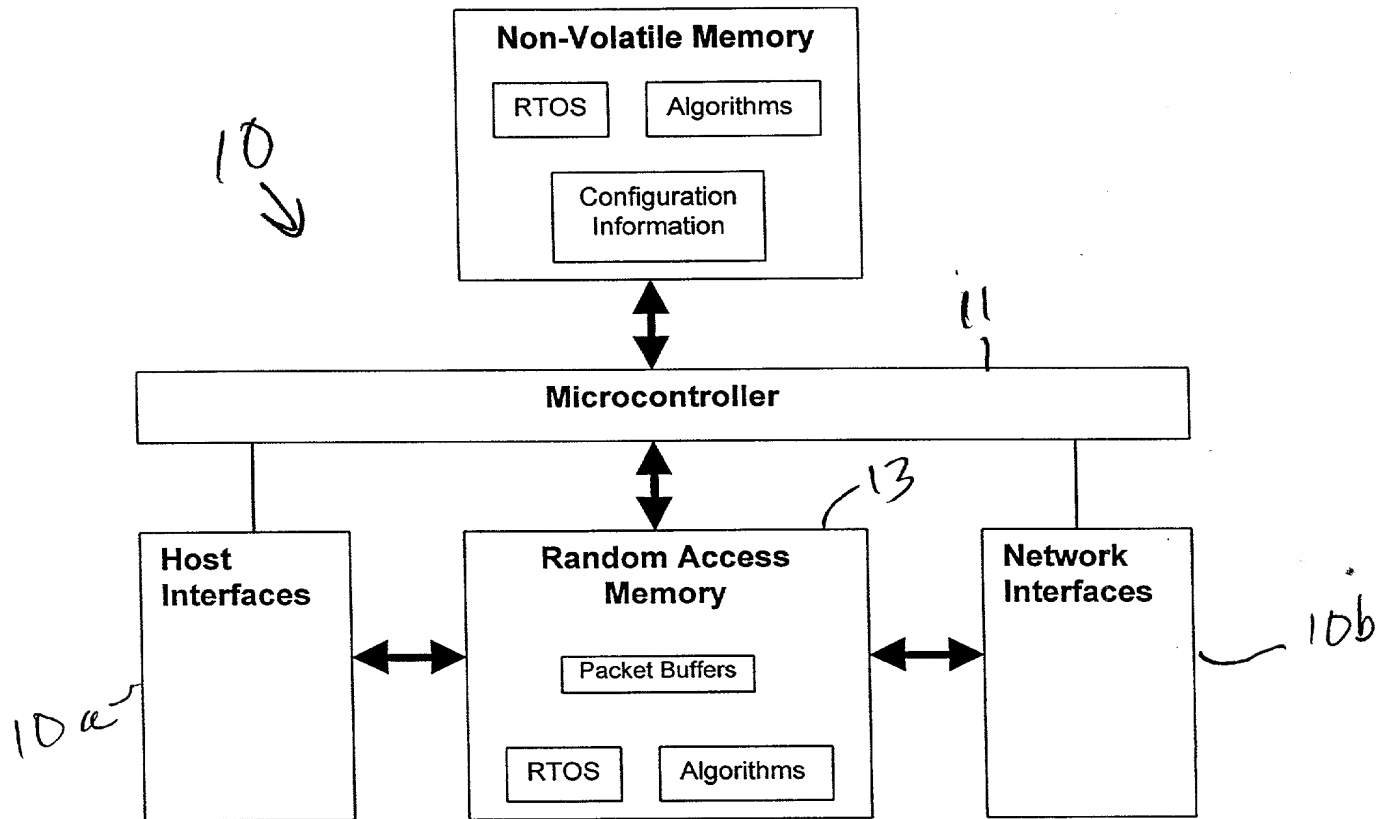 Non-Volatile Memory
RTOS
Algorithms
Configuration
Information
10
11
Microcontroller
13
Host
Interfaces
Random Access
Memory
Network
Interfaces
Packet Buffers
10b
10a
RTOS
Algorithms